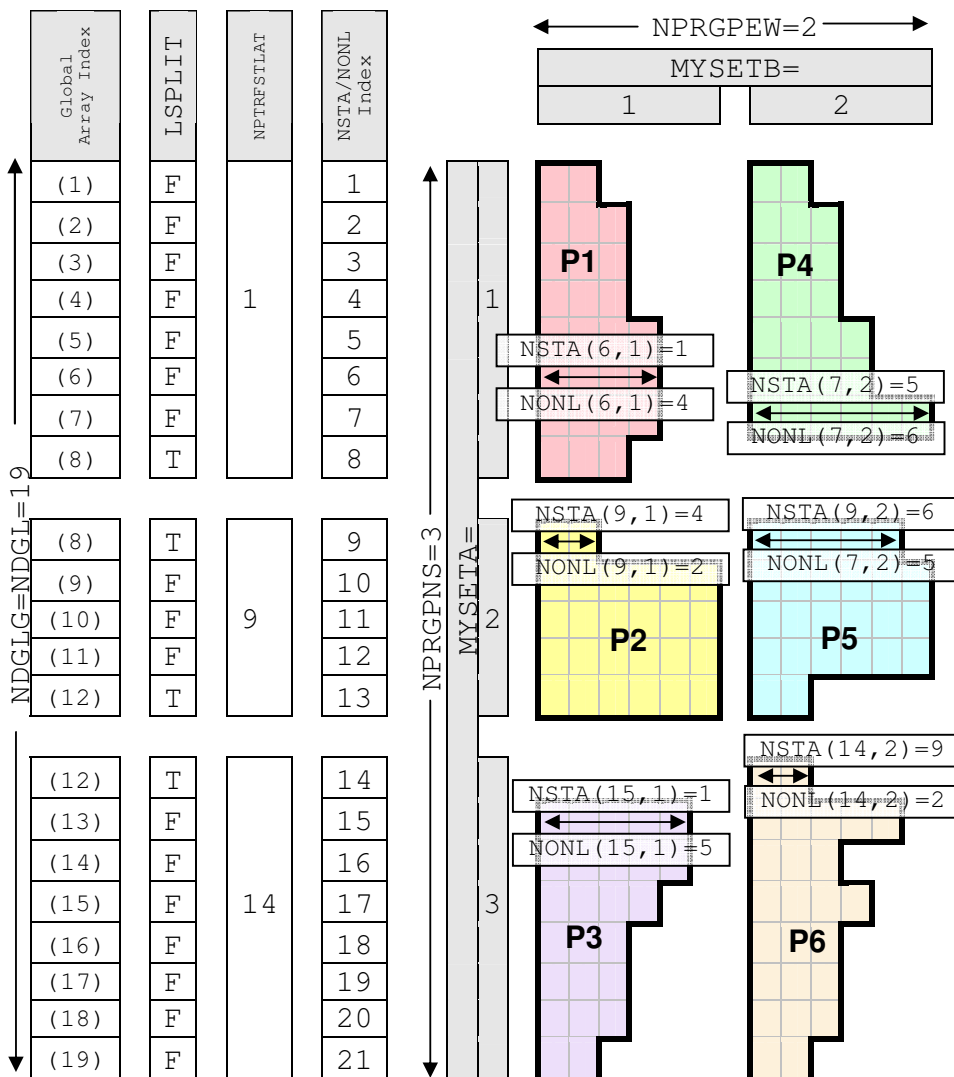 NPRGPEW=2
MYSETB=
1 2
Global Array Index
LSPLIT
NPTRFSTLAT
NSTA/NONL Index
NDGLG=NDGL=19
NPRGPNS=3
MYSETA=
(1) F 1
(2) F 2
(3) F 3
(4) F 4
(5) F 5
(6) F 6
(7) F 7
(8) T 8
1
1
P1
P4
NSTA(6,1)=1
NONL(6,1)=4
NSTA(7,2)=5
NONL(7,2)=6
(8) T 9
(9) F 10
(10) F 11
(11) F 12
(12) T 13
9
2
NSTA(9,1)=4
NONL(9,1)=2
NSTA(9,2)=6
NONL(7,2)=5
P2
P5
(12) T 14
(13) F 15
(14) F 16
(15) F 17
(16) F 18
(17) F 19
(18) F 20
(19) F 21
14
3
NSTA(15,1)=1
NONL(15,1)=5
NSTA(14,2)=9
NONL(14,2)=2
P3
P6